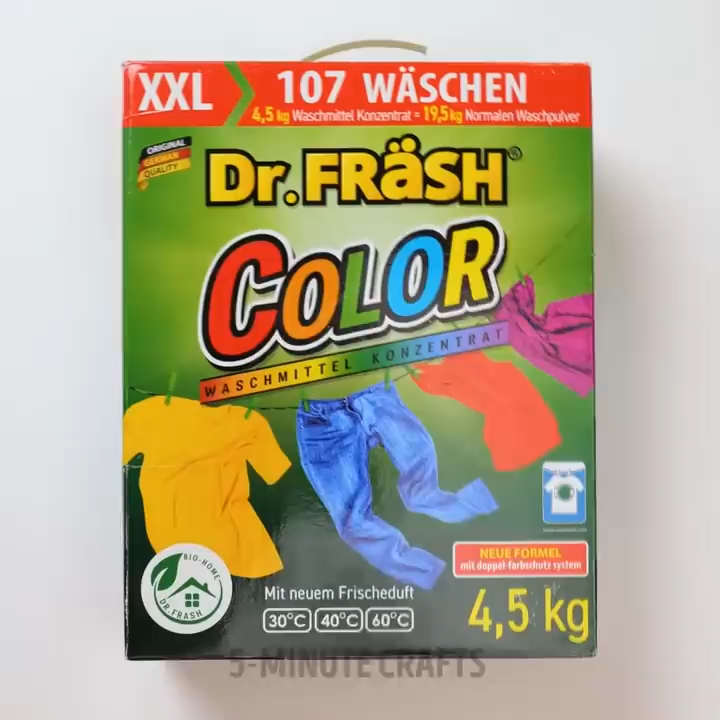 XXL
107 WÄSCHEN
4,5 kg Waschmittel Konzentrat = 19,5 kg Normalen Waschpulver
ORIGINAL
GERMAN
QUALITY
Dr. FRÄSH®
COLOR
WASCHMITTEL KONZENTRAT
NEUE FORMEL
mit doppel-farbschutz system
BIO-HOME
DR. FRASH
Mit neuem Frischeduft
30°C 40°C 60°C
4,5 kg
5-MINUTE CRAFTS